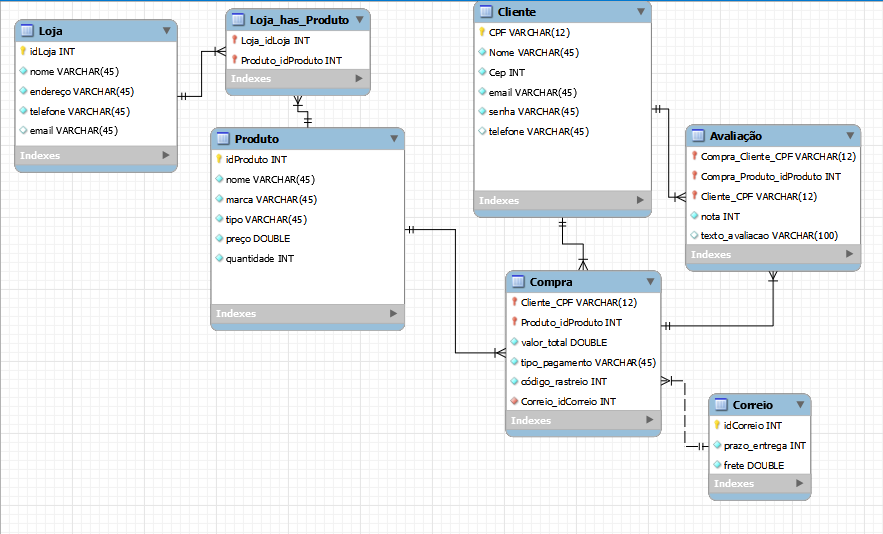 Loja
idLoja INT
nome VARCHAR(45)
endereço VARCHAR(45)
telefone VARCHAR(45)
email VARCHAR(45)
Indexes
Loja_has_Produto
Loja_idLoja INT
Produto_idProduto INT
Indexes
Produto
idProduto INT
nome VARCHAR(45)
marca VARCHAR(45)
tipo VARCHAR(45)
preço DOUBLE
quantidade INT
Indexes
Cliente
CPF VARCHAR(12)
Nome VARCHAR(45)
Cep INT
email VARCHAR(45)
senha VARCHAR(45)
telefone VARCHAR(45)
Indexes
Avaliação
Compra_Cliente_CPF VARCHAR(12)
Compra_Produto_idProduto INT
Cliente_CPF VARCHAR(12)
nota INT
texto_avaliacao VARCHAR(100)
Indexes
Compra
Cliente_CPF VARCHAR(12)
Produto_idProduto INT
valor_total DOUBLE
tipo_pagamento VARCHAR(45)
código_rastreio INT
Correio_idCorreio INT
Indexes
Correio
idCorreio INT
prazo_entrega INT
frete DOUBLE
Indexes